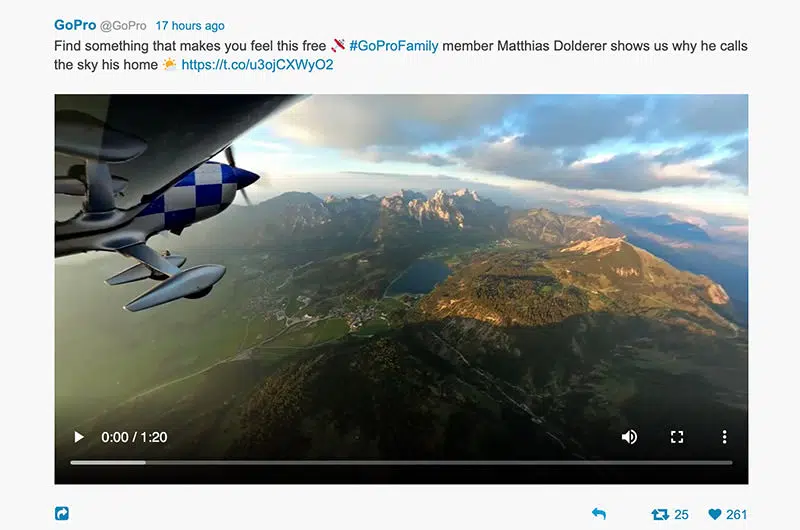 GoPro @GoPro 17 hours ago
Find something that makes you feel this free #GoProFamily member Matthias Dolderer shows us why he calls
the sky his home https://t.co/u3ojCXWyO2
0:00 / 1:20
25 261